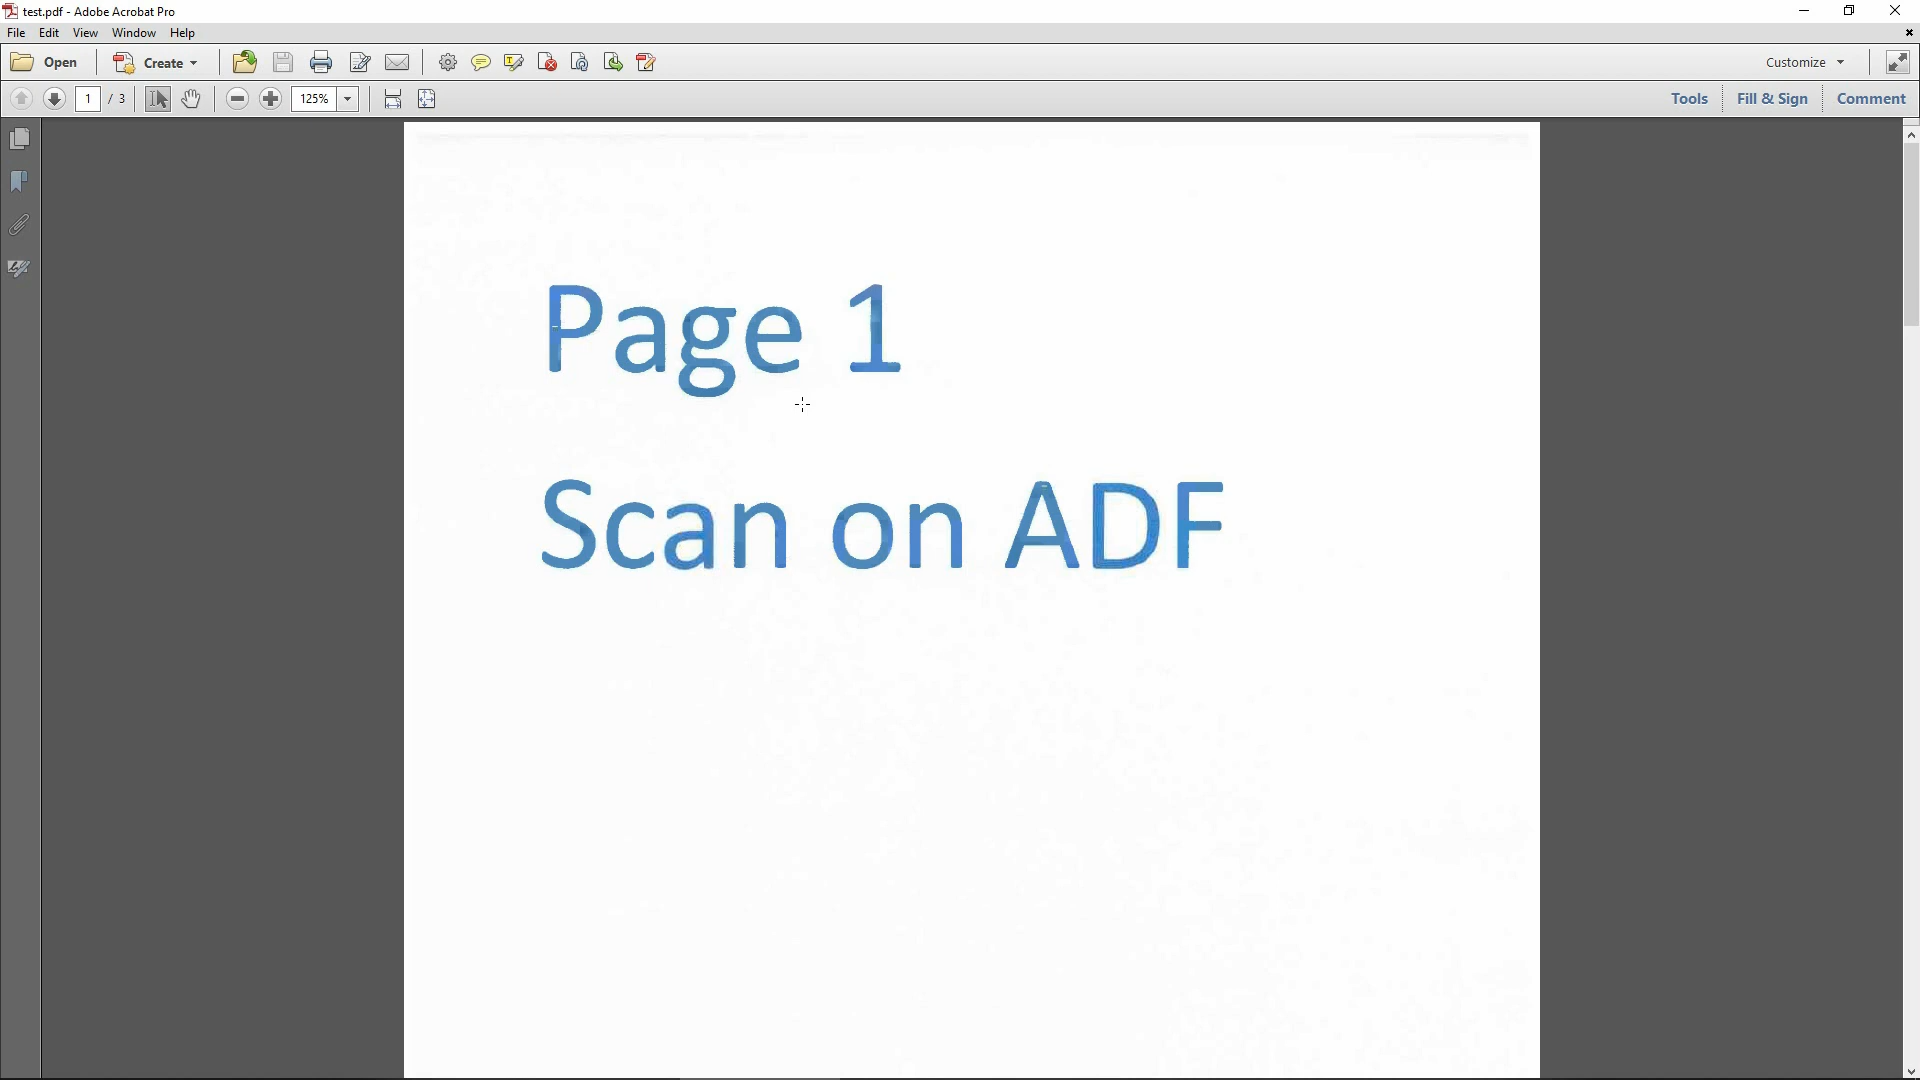 test.pdf - Adobe Acrobat Pro
File Edit View Window Help
Open Create Customize
1 / 3 125% Tools Fill & Sign Comment
Page 1
Scan on ADF